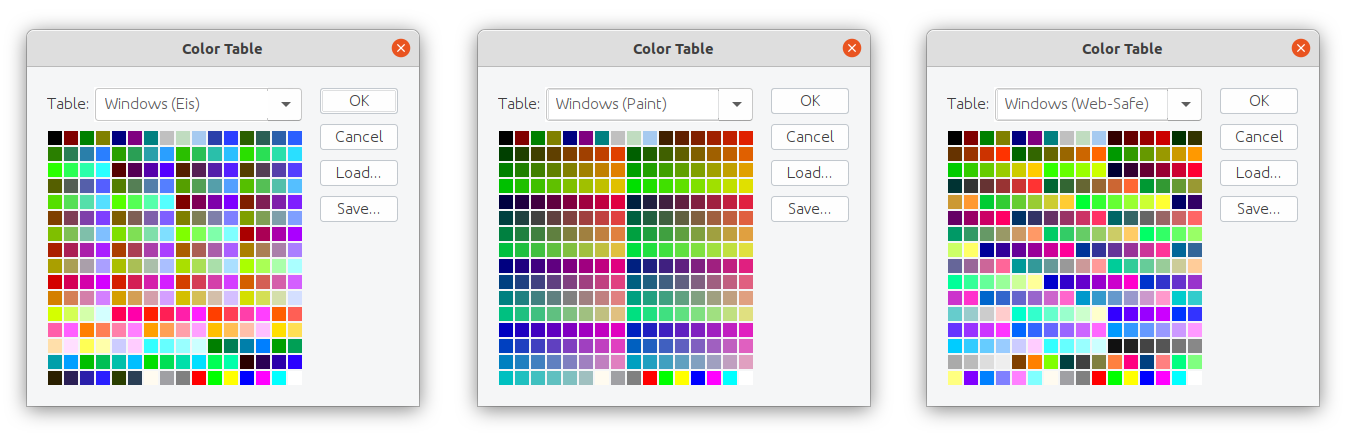 Color Table
Table: Windows (Eis) OK
Cancel
Load...
Save...
Color Table
Table: Windows (Paint) OK
Cancel
Load...
Save...
Color Table
Table: Windows (Web-Safe) OK
Cancel
Load...
Save...